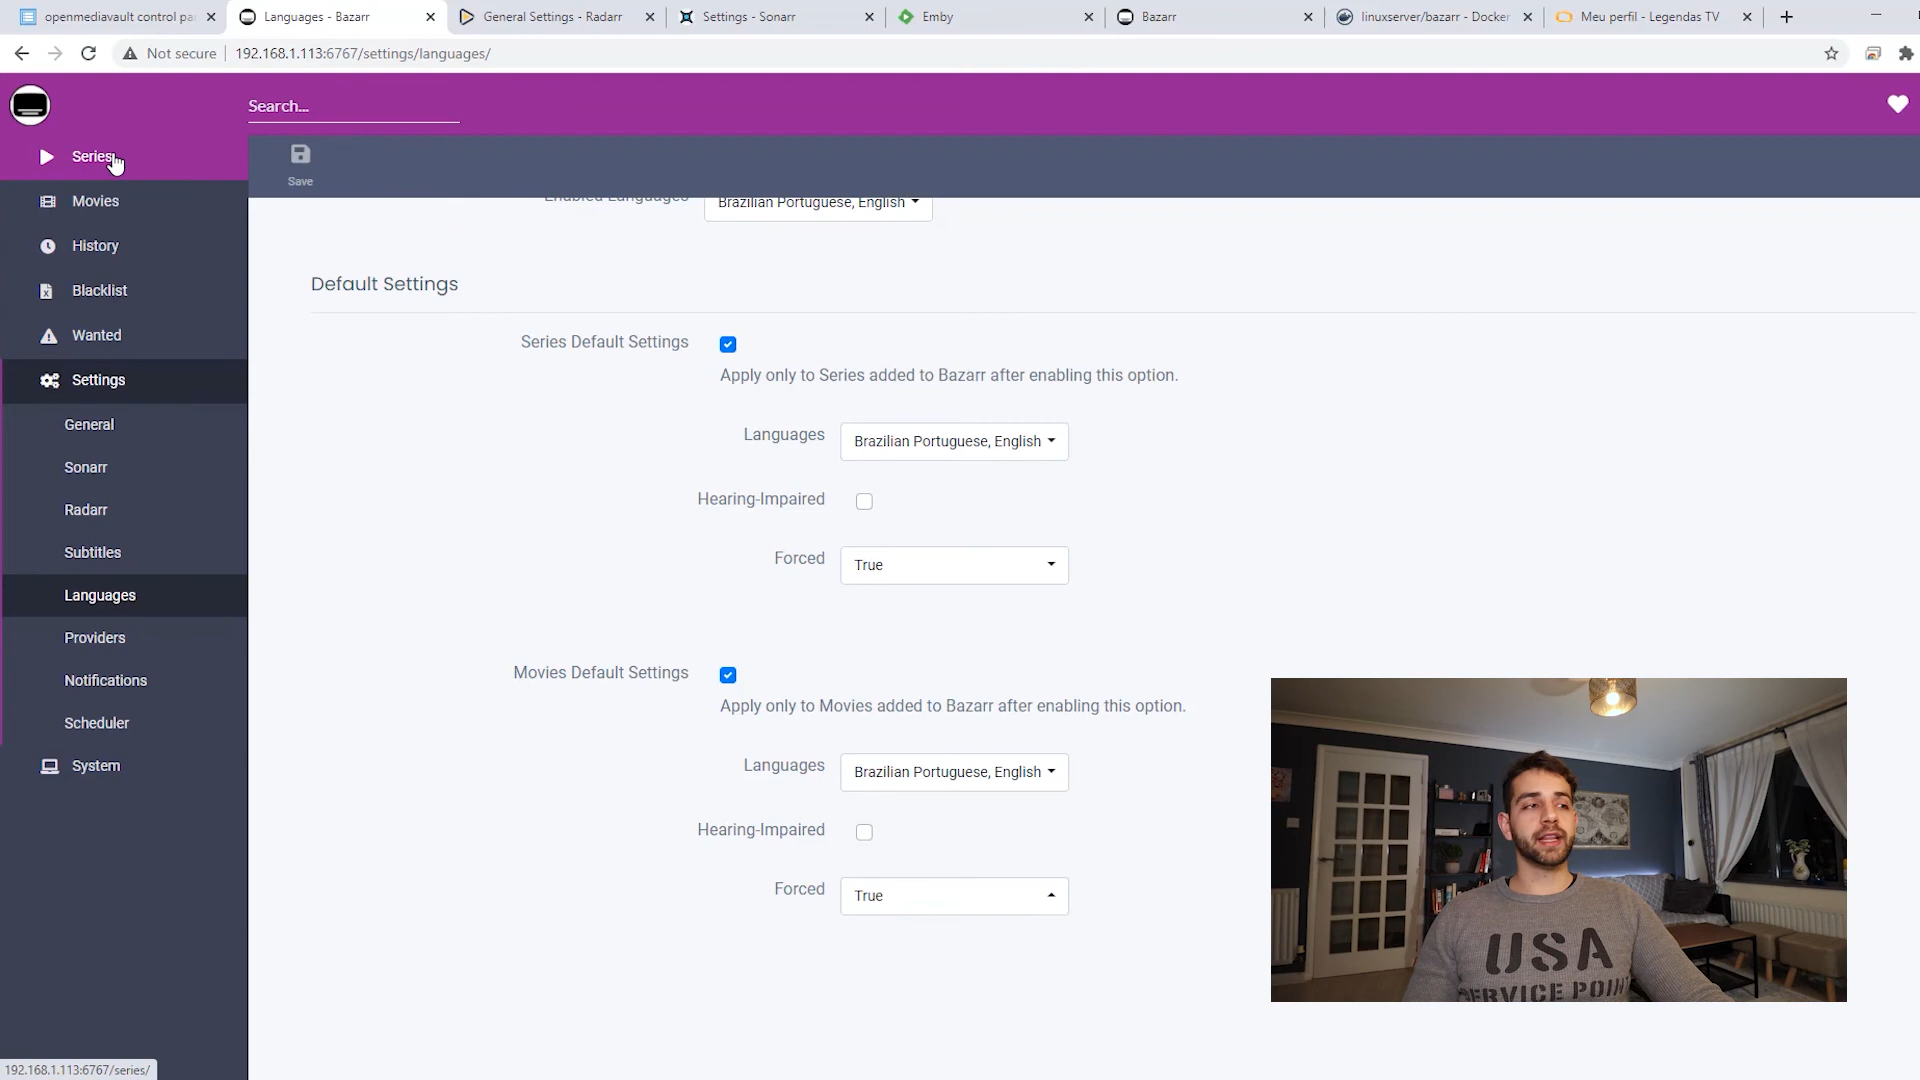 openmediavault control pa
Languages - Bazarr
General Settings - Radarr
Settings - Sonarr
Emby
Bazarr
linuxserver/bazarr - Docker
Meu perfil - Legendas TV
Not secure
192.168.1.113:6767/settings/languages/
Search...
Series
Movies
History
Blacklist
Wanted
Settings
General
Sonarr
Radarr
Subtitles
Languages
Providers
Notifications
Scheduler
System
Save
Enabled Languages
Brazilian Portuguese, English
Default Settings
Series Default Settings
Apply only to Series added to Bazarr after enabling this option.
Languages
Brazilian Portuguese, English
Hearing-Impaired
Forced
True
Movies Default Settings
Apply only to Movies added to Bazarr after enabling this option.
Languages
Brazilian Portuguese, English
Hearing-Impaired
Forced
True
USA
SERVICE POINT
192.168.1.113:6767/series/